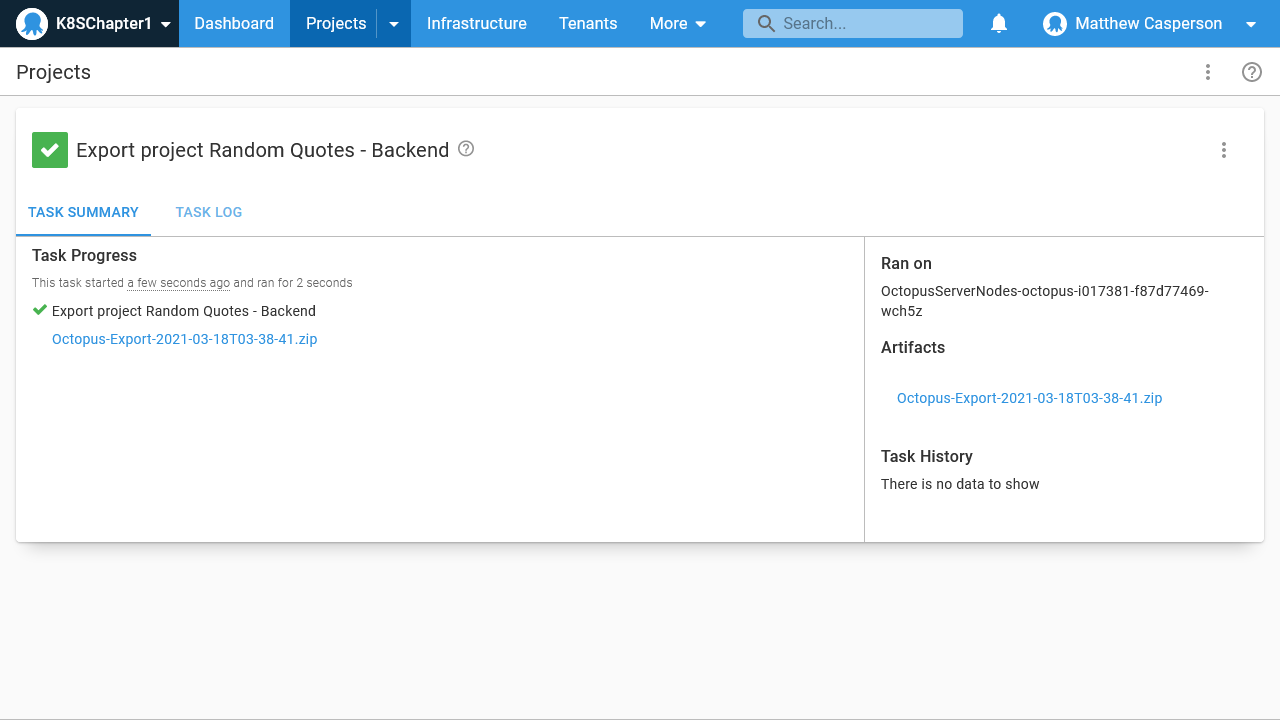 K8SChapter1
Dashboard
Projects
Infrastructure
Tenants
More
Search...
Matthew Casperson
Projects
Export project Random Quotes - Backend
TASK SUMMARY
TASK LOG
Task Progress
This task started a few seconds ago and ran for 2 seconds
Export project Random Quotes - Backend
Octopus-Export-2021-03-18T03-38-41.zip
Ran on
OctopusServerNodes-octopus-i017381-f87d77469-
wch5z
Artifacts
Octopus-Export-2021-03-18T03-38-41.zip
Task History
There is no data to show